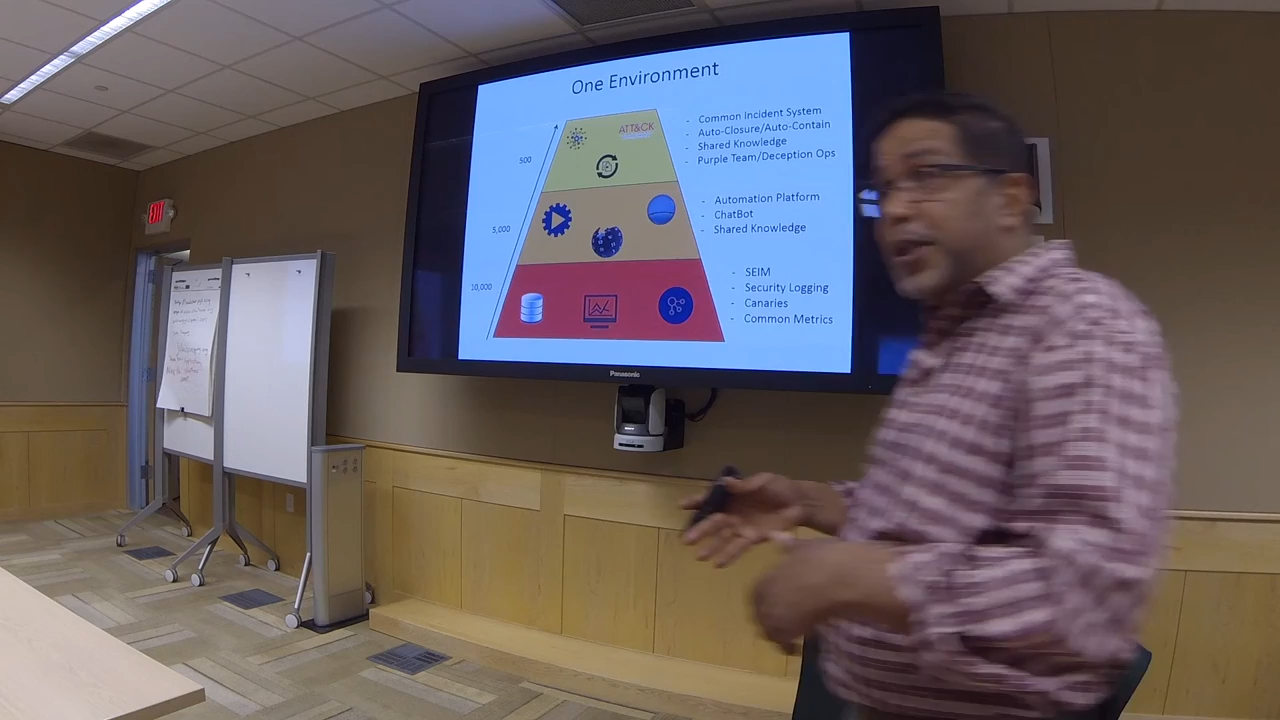 One Environment
500
5,000
10,000
ATT&CK
- Common Incident System
- Auto-Closure/Auto-Contain
- Shared Knowledge
- Purple Team/Deception Ops
- Automation Platform
- ChatBot
- Shared Knowledge
- SEIM
- Security Logging
- Canaries
- Common Metrics
Panasonic
EXIT